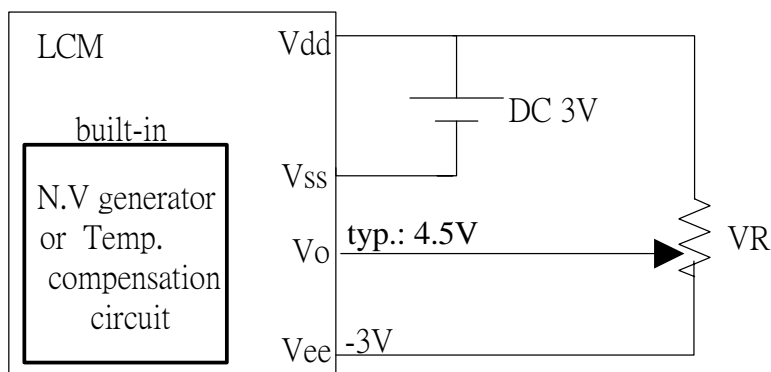 LCM
Vdd
DC 3V
built-in
Vss
N.V generator
or Temp.
compensation
circuit
Vo
typ.: 4.5V
VR
Vee
-3V